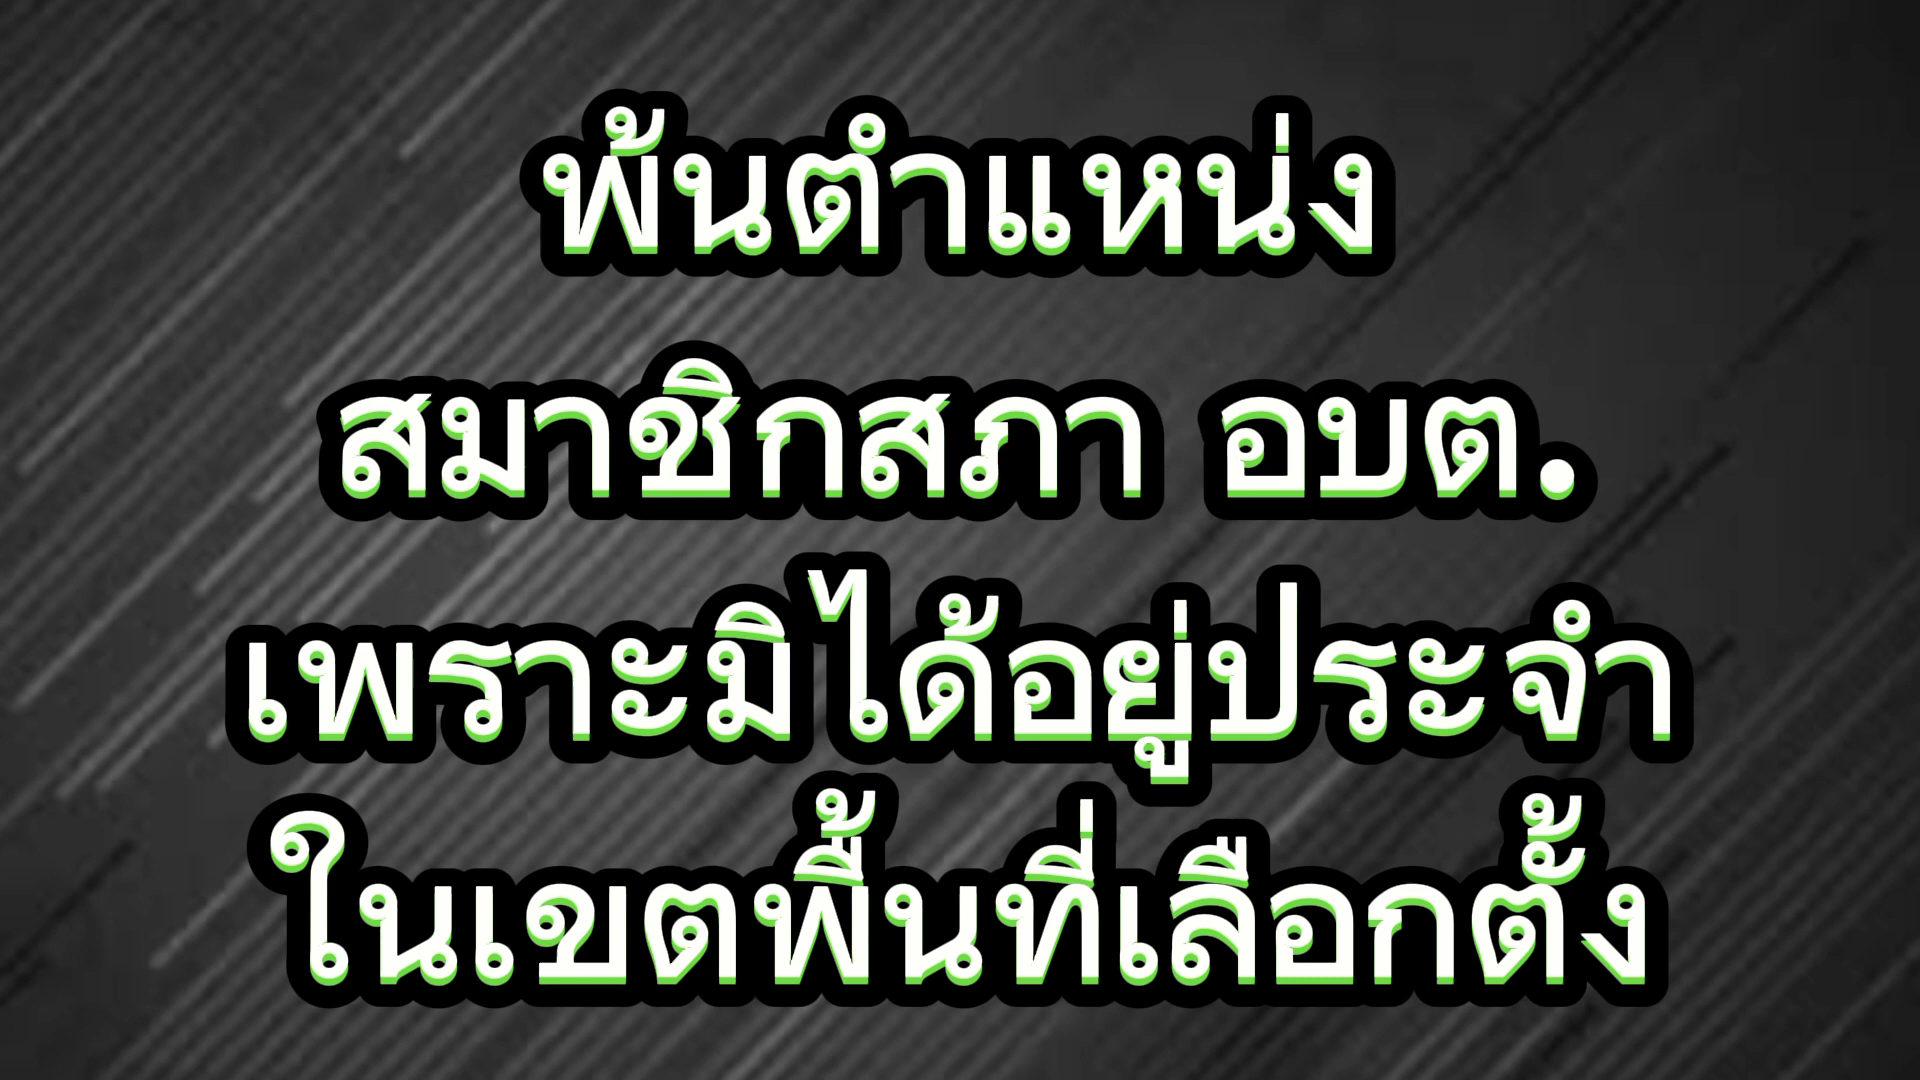 พ้นตำแหน่ง
สมาชิกสภา อบต.
เพราะมิได้อยู่ประจำ
ในเขตพื้นที่เลือกตั้ง